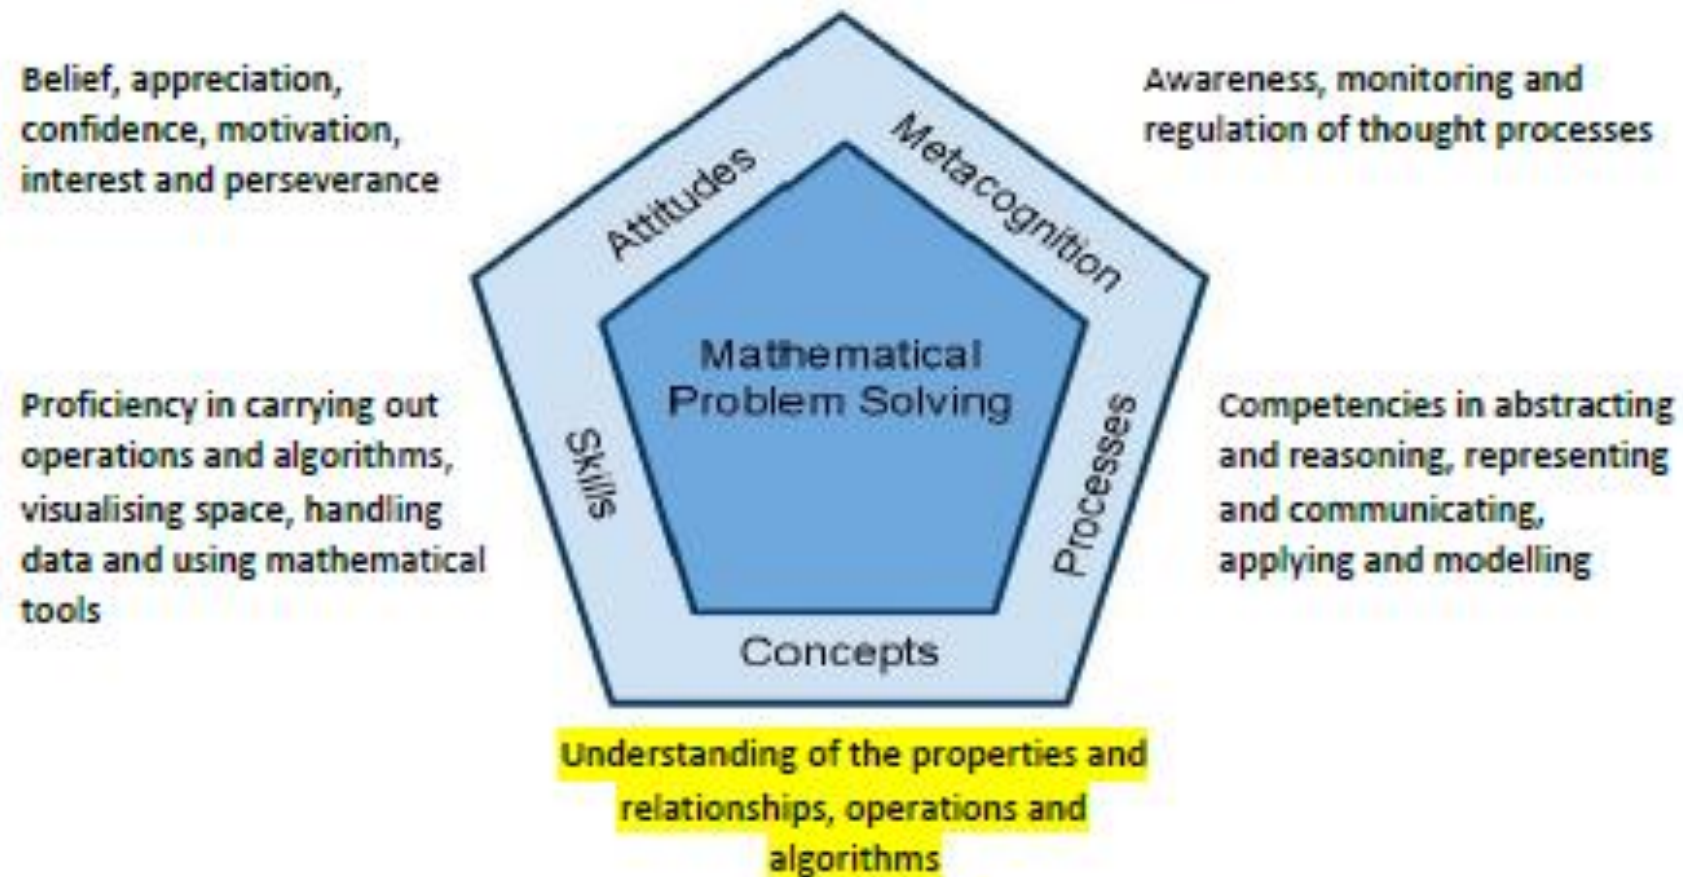 Belief, appreciation,
confidence, motivation,
interest and perseverance
Awareness, monitoring and
regulation of thought processes
Attitudes
Metacognition
Mathematical
Problem Solving
Skills
Processes
Concepts
Proficiency in carrying out
operations and algorithms,
visualising space, handling
data and using mathematical
tools
Competencies in abstracting
and reasoning, representing
and communicating,
applying and modelling
Understanding of the properties and
relationships, operations and
algorithms